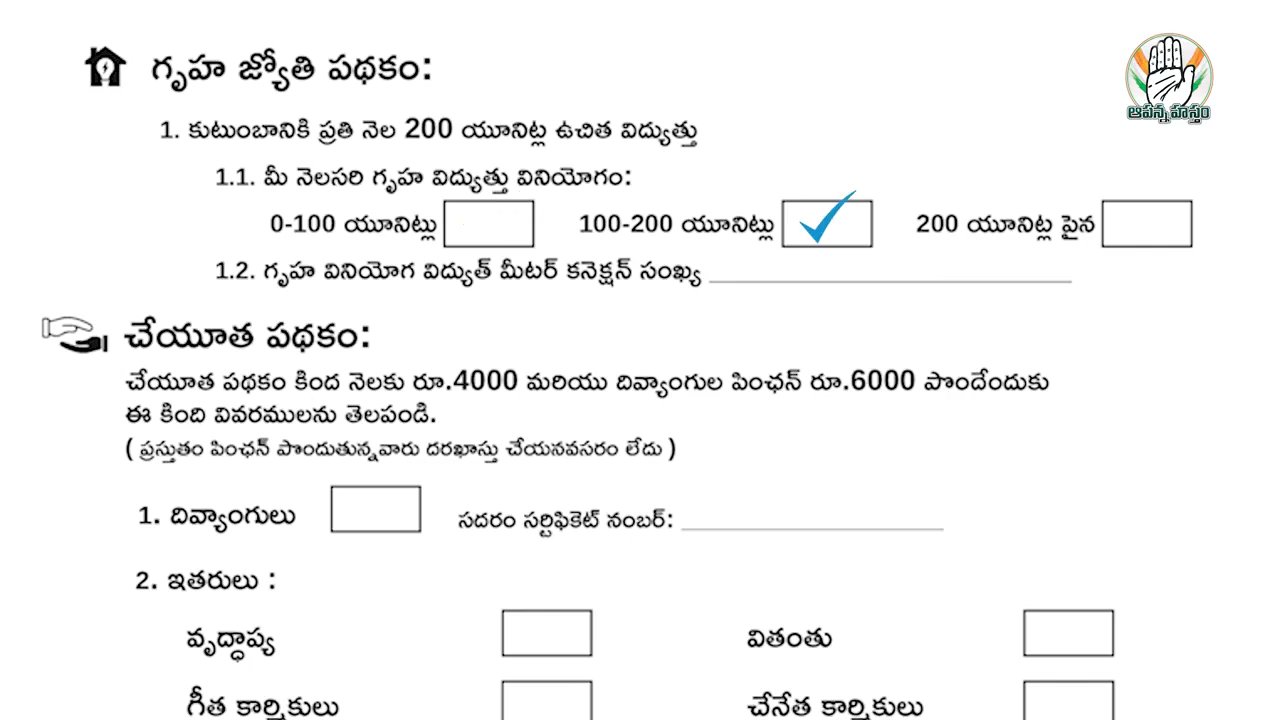 గృహ జ్యోతి పథకం:
ఆపన్న హస్తం
1. కుటుంబానికి ప్రతి నెల 200 యూనిట్ల ఉచిత విద్యుత్తు
1.1. మీ నెలసరి గృహ విద్యుత్తు వినియోగం:
0-100 యూనిట్లు 100-200 యూనిట్లు 200 యూనిట్ల పైన
1.2. గృహ వినియోగ విద్యుత్ మీటర్ కనెక్షన్ సంఖ్య
చేయూత పథకం:
చేయూత పథకం కింద నెలకు రూ.4000 మరియు దివ్యాంగుల పింఛన్ రూ.6000 పొందేందుకు
ఈ కింది వివరములను తెలపండి.
( ప్రస్తుతం పింఛన్ పొందుతున్నవారు దరఖాస్తు చేయనవసరం లేదు )
1. దివ్యాంగులు సదరం సర్టిఫికెట్ నంబర్:
2. ఇతరులు :
వృద్ధాప్య వితంతు
గీత కార్మికులు చేనేత కార్మికులు